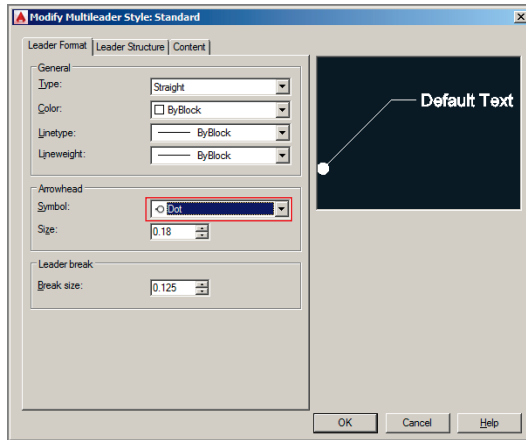 Modify Multileader Style: Standard
Leader Format
Leader Structure
Content
General
Type:
Straight
Color:
ByBlock
Linetype:
ByBlock
Lineweight:
ByBlock
Arrowhead
Symbol:
Dot
Size:
0.18
Leader break
Break size:
0.125
Default Text
OK
Cancel
Help